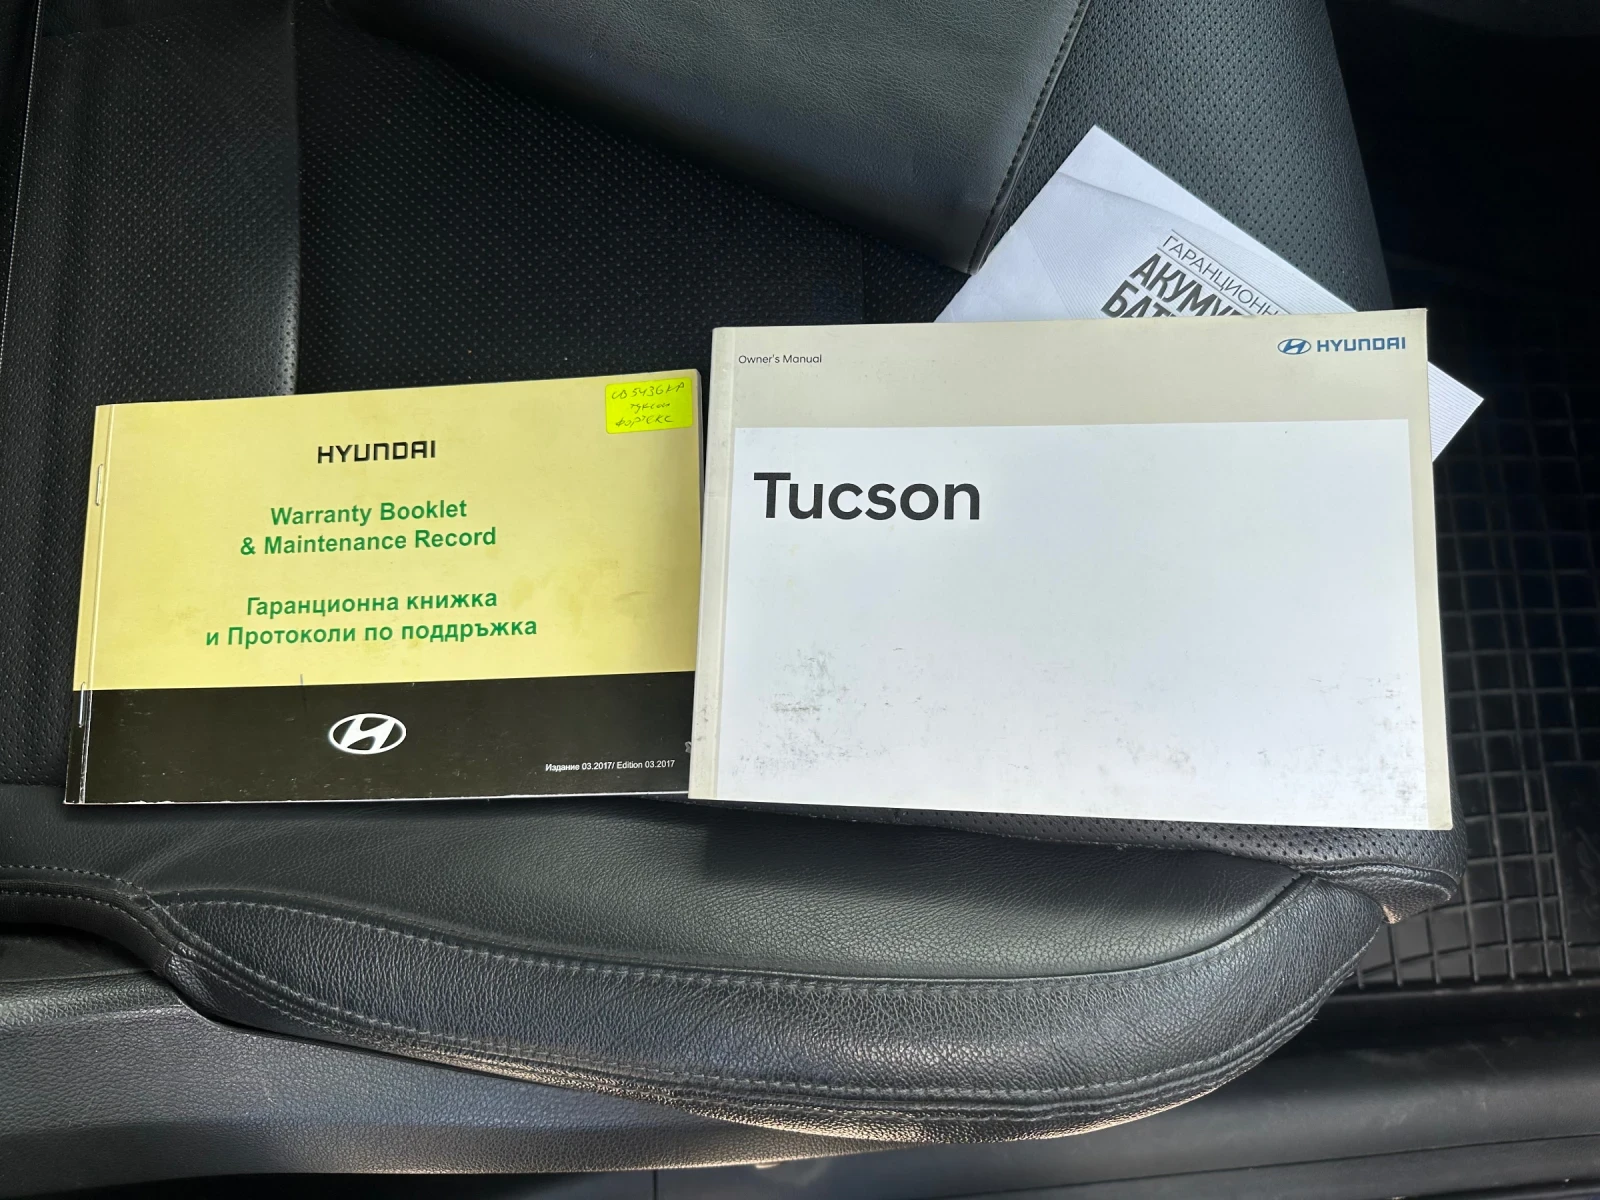 HYUNDAI
Warranty Booklet
& Maintenance Record
Гаранционна книжка
и Протоколи по поддръжка
Издание 03.2017/ Edition 03.2017
Owner's Manual
HYUNDAI
Tucson
ГАРАНЦИОНН
АКУМУ
БАТ